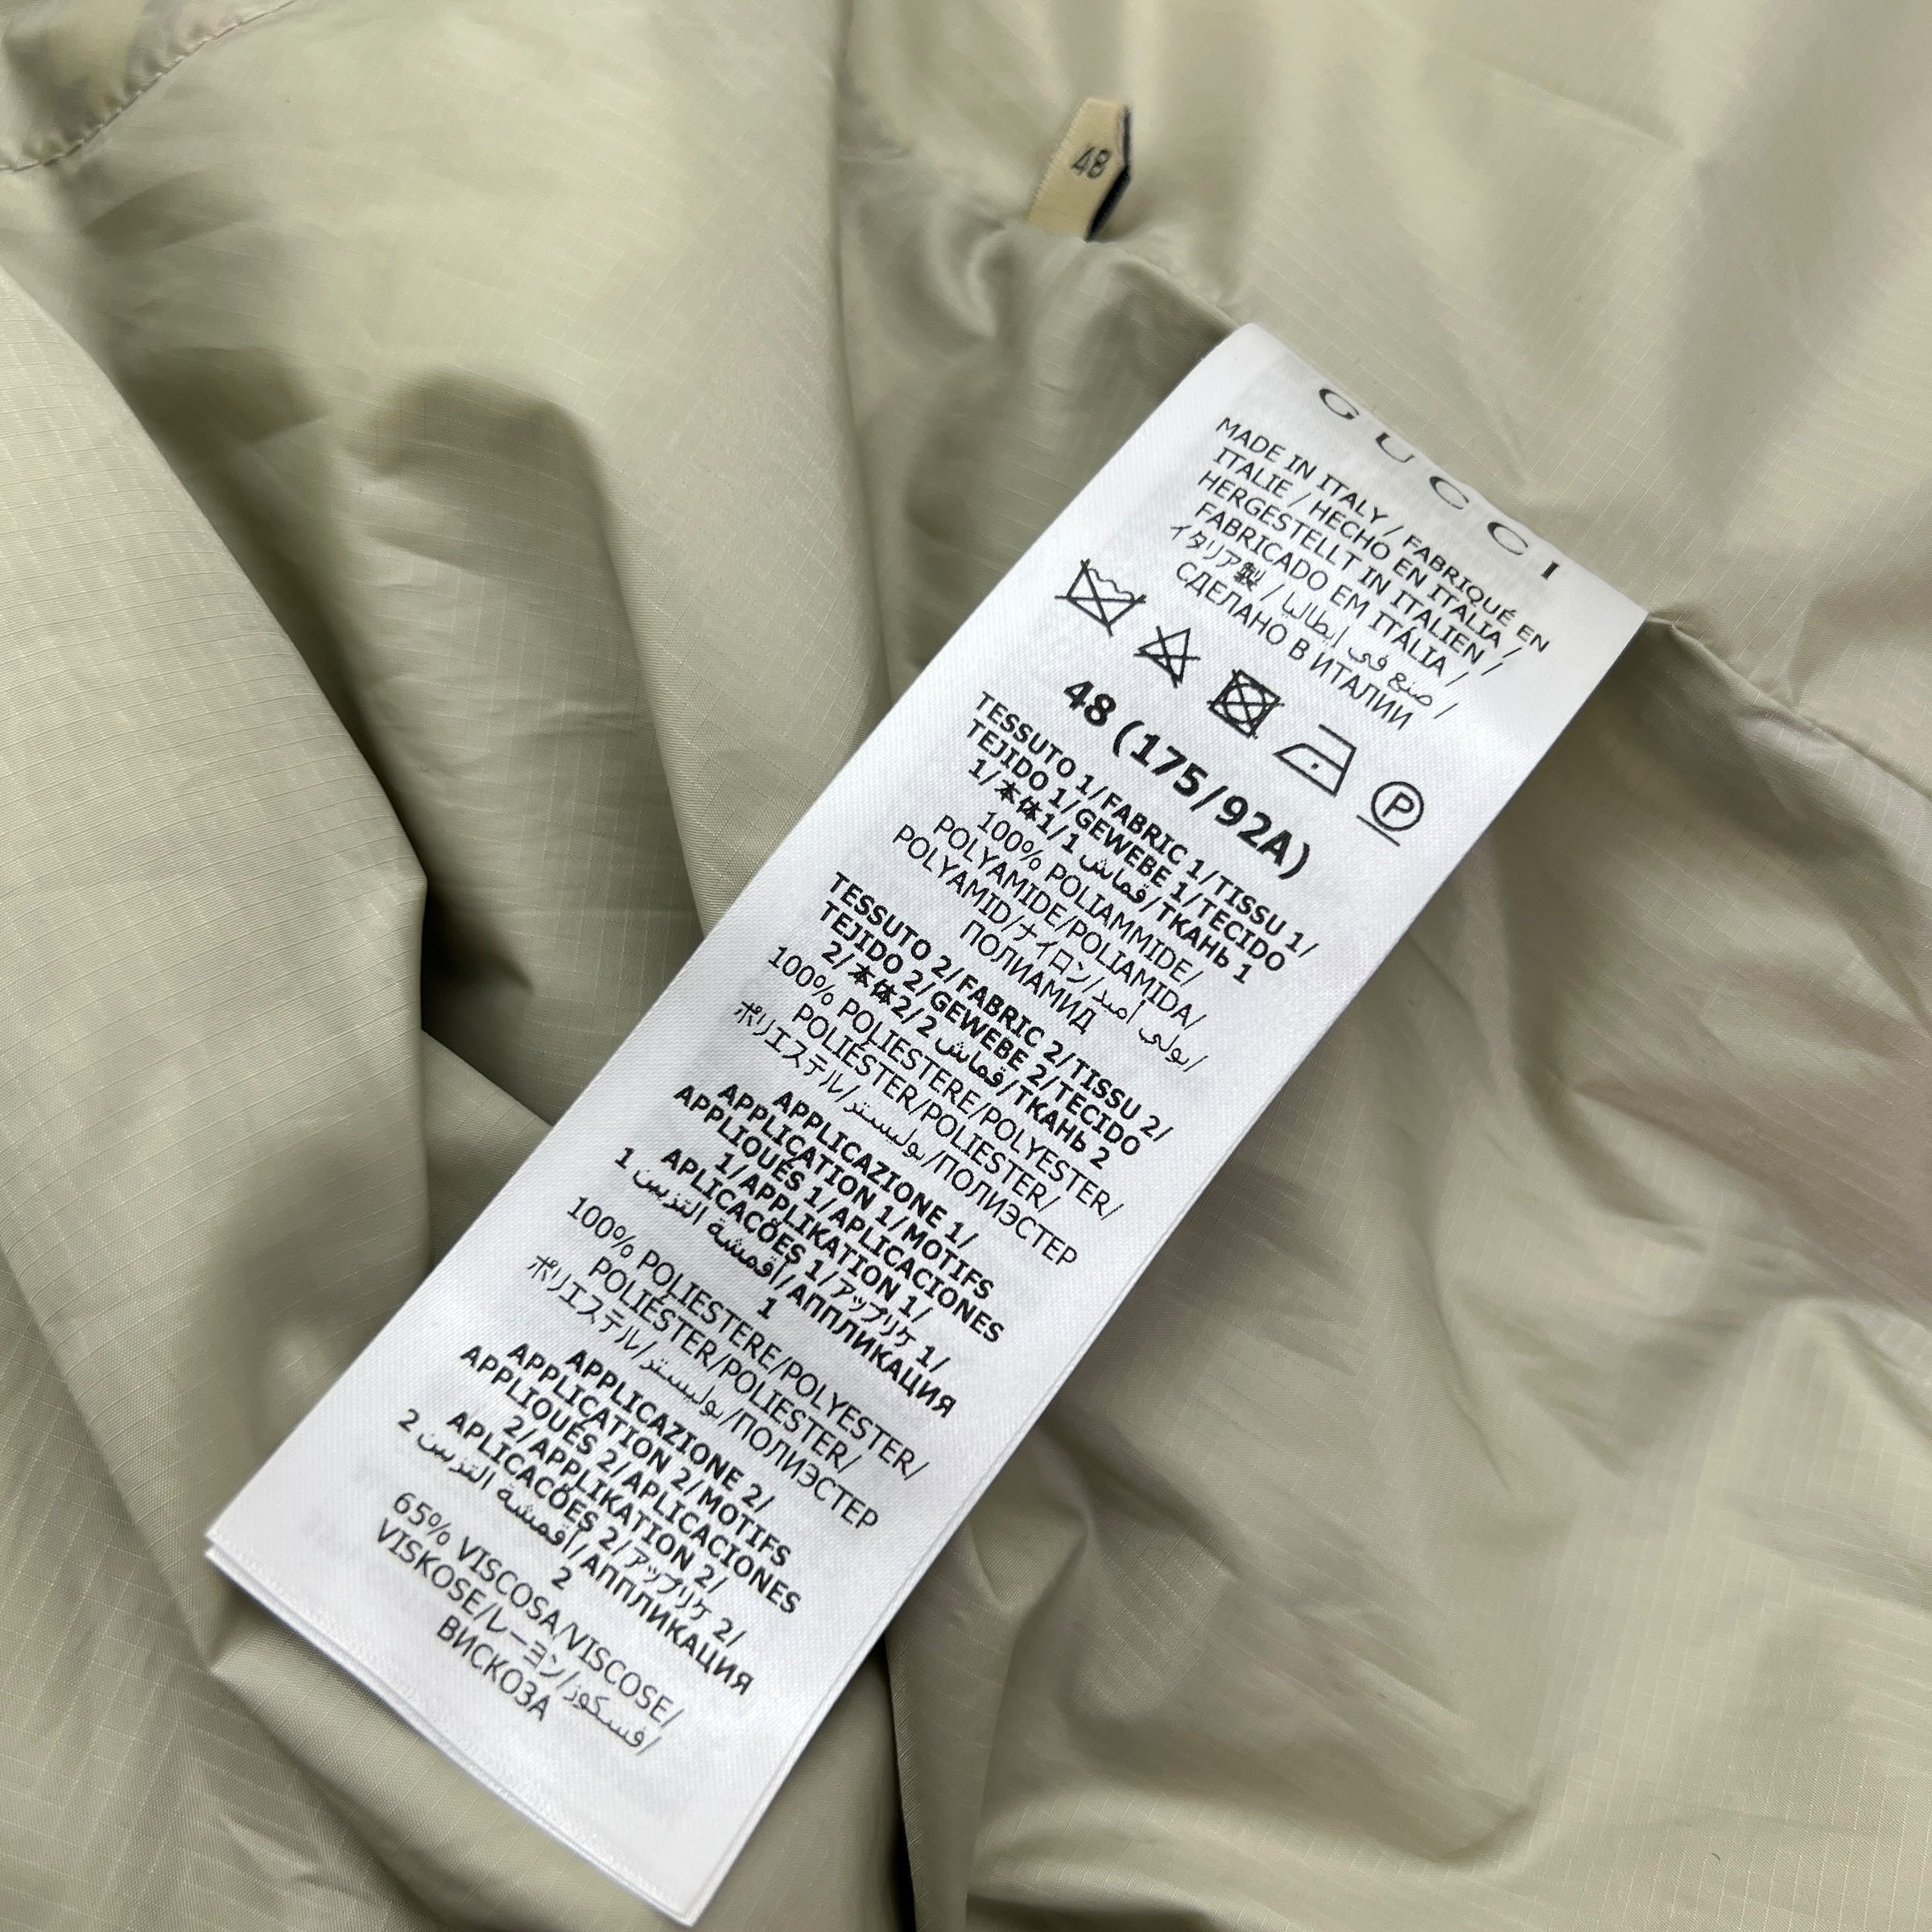 48
GUCCI
MADE IN ITALY / FABRIQUÉ EN
ITALIE / HECHO EN ITALIA /
HERGESTELLT IN ITALIEN /
FABRICADO EM ITÁLIA /
イタリア製 / صنع في إيطاليا /
СДЕЛАНО В ИТАЛИИ
P
48 (175/92A)
TESSUTO 1/FABRIC 1/TISSU 1/
TEJIDO 1/GEWEBE 1/TECIDO
1/本体1/1 قماش/ТКАНЬ 1
100% POLIAMMIDE/
POLYAMIDE/POLIAMIDA/
POLYAMID/ナイロン/بولي أميد/
ПОЛИАМИД
TESSUTO 2/FABRIC 2/TISSU 2/
TEJIDO 2/GEWEBE 2/TECIDO
2/本体2/2 قماش/ТКАНЬ 2
100% POLIESTERE/POLYESTER/
POLIÉSTER/POLIESTER/
ポリエステル/بوليستر/ПОЛИЭСТЕР
APPLICAZIONE 1/
APPLICATION 1/MOTIFS
APPLIQUÉS 1/APLICACIONES
1/APPLIKATION 1/
APLICAÇÕES 1/アップリケ 1/
1 أقمشة التزيين/АППЛИКАЦИЯ
1
100% POLIESTERE/POLYESTER/
POLIÉSTER/POLIESTER/
ポリエステル/بوليستر/ПОЛИЭСТЕР
APPLICAZIONE 2/
APPLICATION 2/MOTIFS
APPLIQUÉS 2/APLICACIONES
2/APPLIKATION 2/
APLICAÇÕES 2/アップリケ 2/
2 أقمشة التزيين/АППЛИКАЦИЯ
2
65% VISCOSA/VISCOSE/
VISKOSE/レーヨン/فسكوز/
ВИСКОЗА